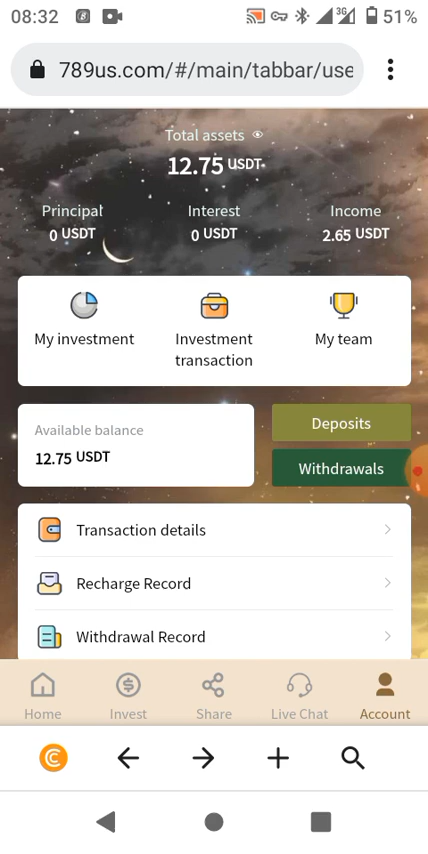 08:32
3G
51%
789us.com/#/main/tabbar/use
Total assets
12.75 USDT
Principal
Interest
Income
0 USDT
0 USDT
2.65 USDT
My investment
Investment
transaction
My team
Available balance
12.75 USDT
Deposits
Withdrawals
Transaction details
Recharge Record
Withdrawal Record
Home
Invest
Share
Live Chat
Account